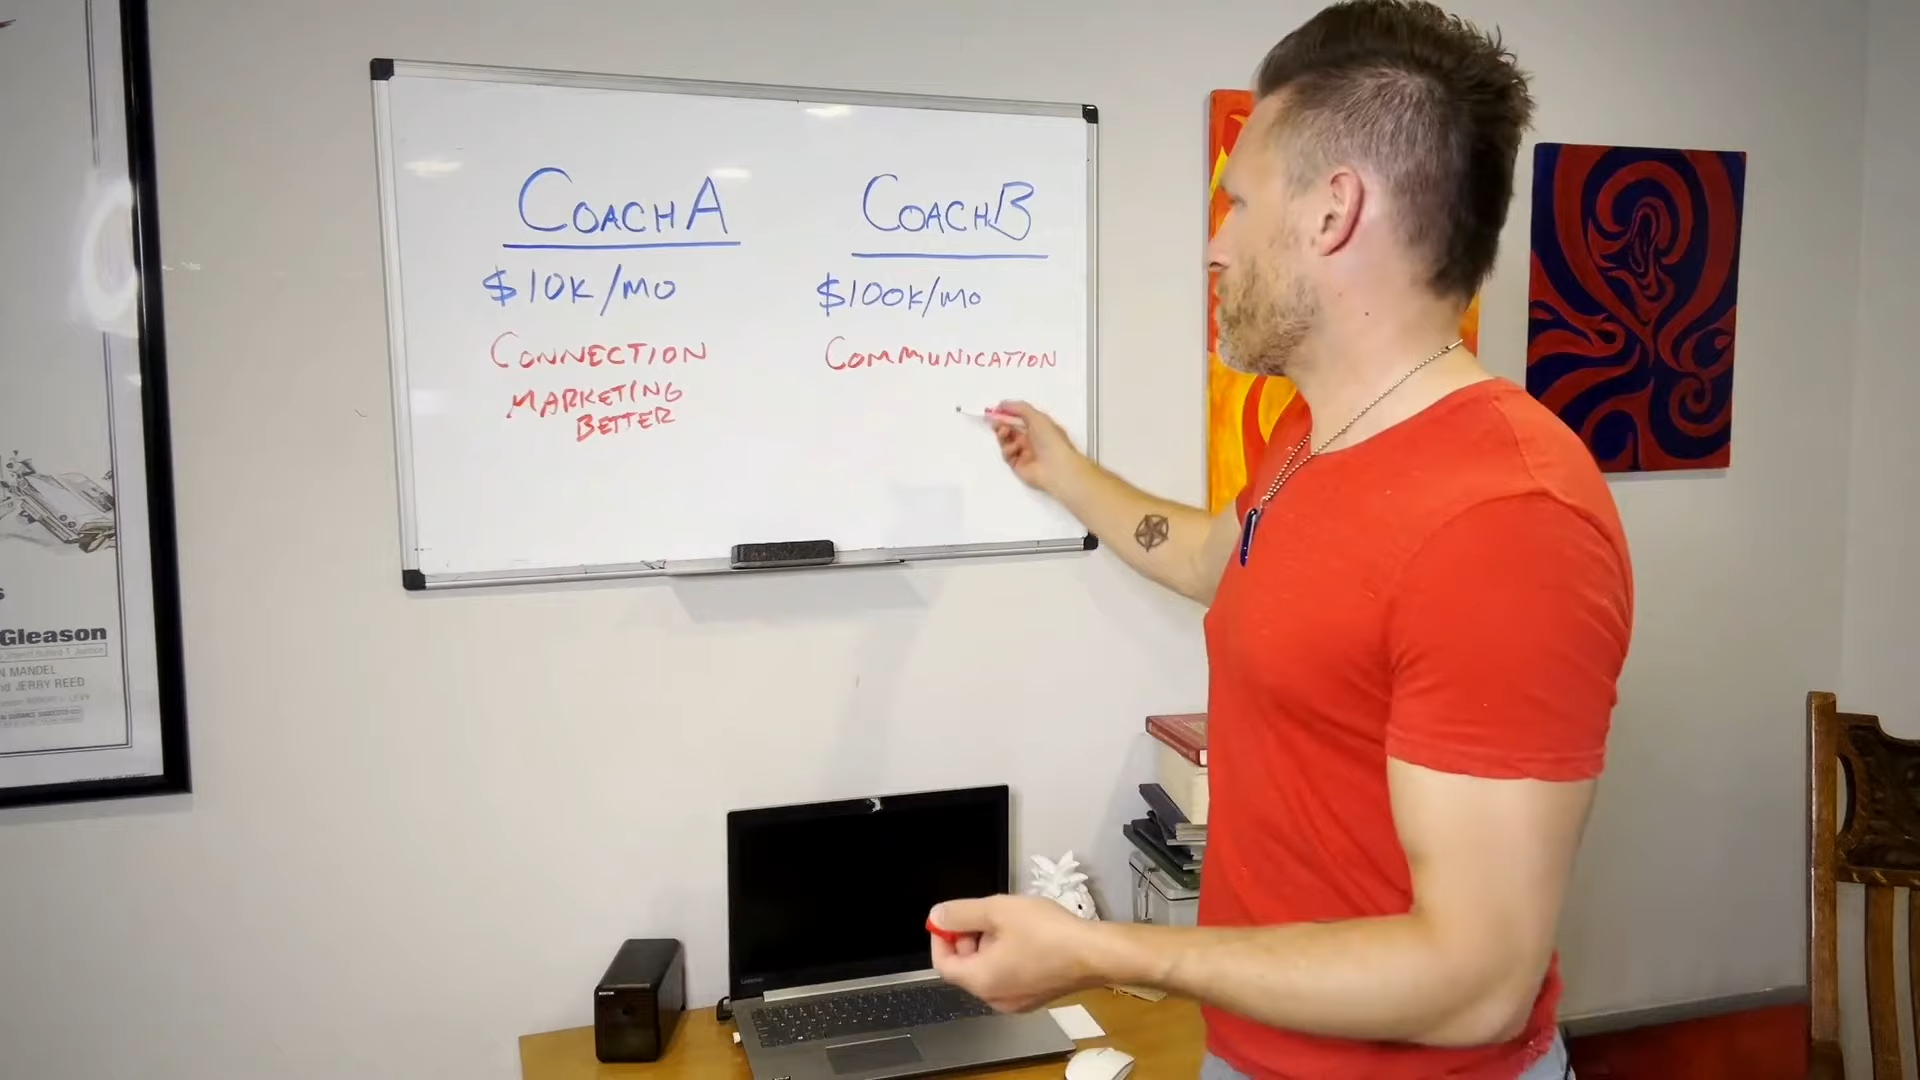 COACH A
$10K/MO
CONNECTION
MARKETING
BETTER
COACH B
$100K/MO
COMMUNICATION
Gleason
MANDEL
JERRY REED